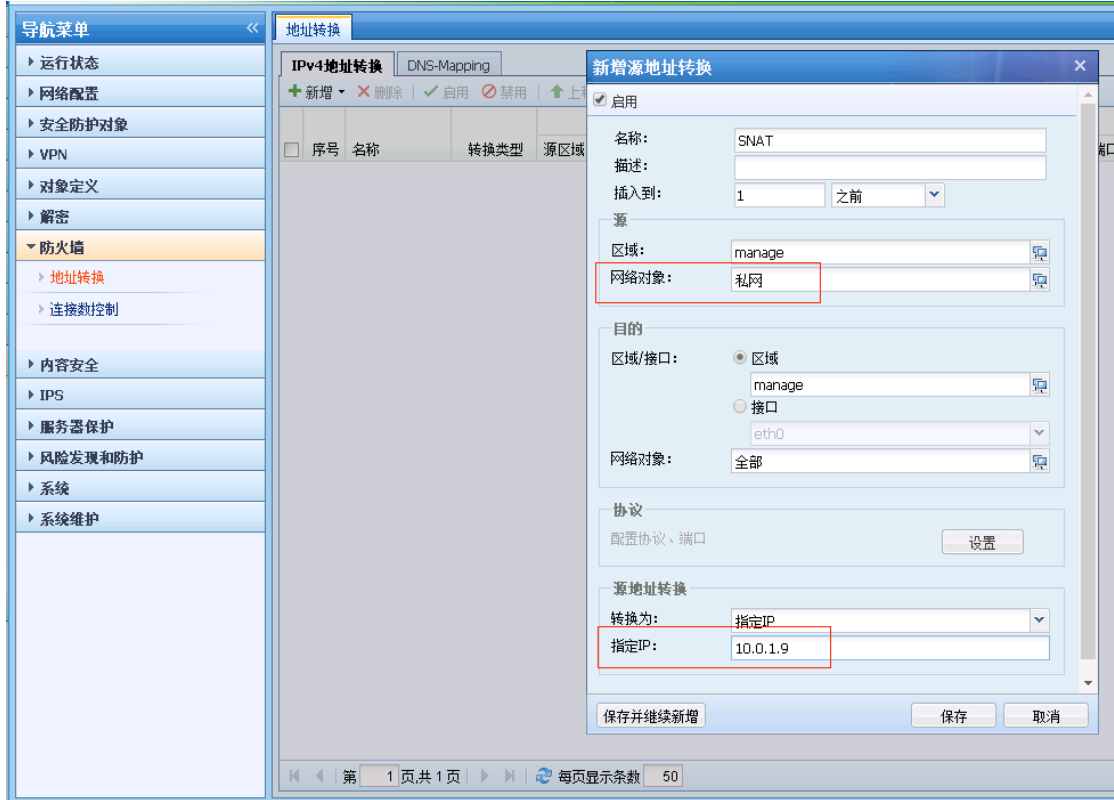 导航菜单
运行状态
网络配置
安全防护对象
VPN
对象定义
解密
防火墙
地址转换
连接数控制
内容安全
IPS
服务器保护
风险发现和防护
系统
系统维护
地址转换
IPv4地址转换 DNS-Mapping
新增 删除 启用 禁用
序号 名称 转换类型 源区域
新增源地址转换
启用
名称: SNAT
描述:
插入到: 1 之前
源
区域: manage
网络对象: 私网
目的
区域/接口: 区域
manage
接口
eth0
网络对象: 全部
协议
配置协议、端口 设置
源地址转换
转换为: 指定IP
指定IP: 10.0.1.9
保存并继续新增 保存 取消
第 1 页,共 1 页 每页显示条数 50